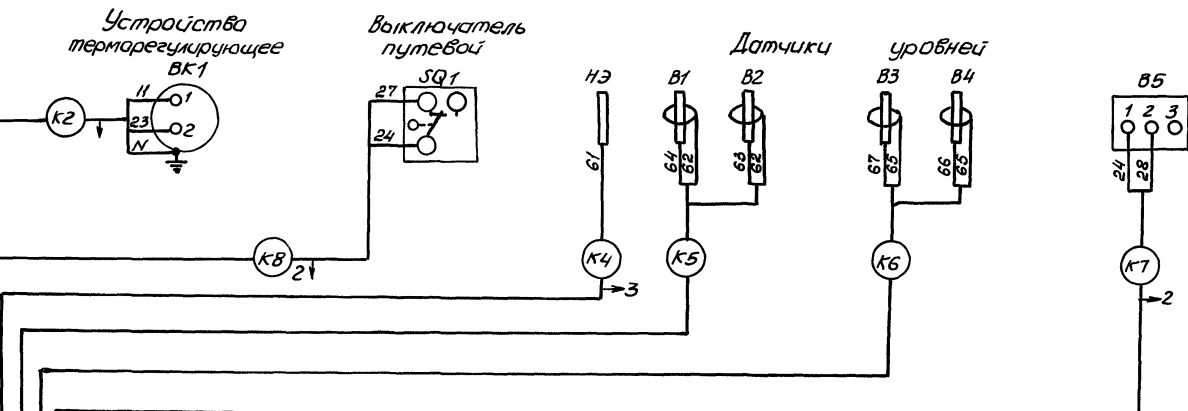 Устройство
терморегулирующее
ВК1
Выключатель
путевой
SQ1
Датчики уровней
НЭ В1 В2 В3 В4 В5
К2
11 1
23 2
N
27
24
61
64 62
63 62
67 65
66 65
1 2 3
24 28
К8
2
К4
3
К5
К6
К7
2